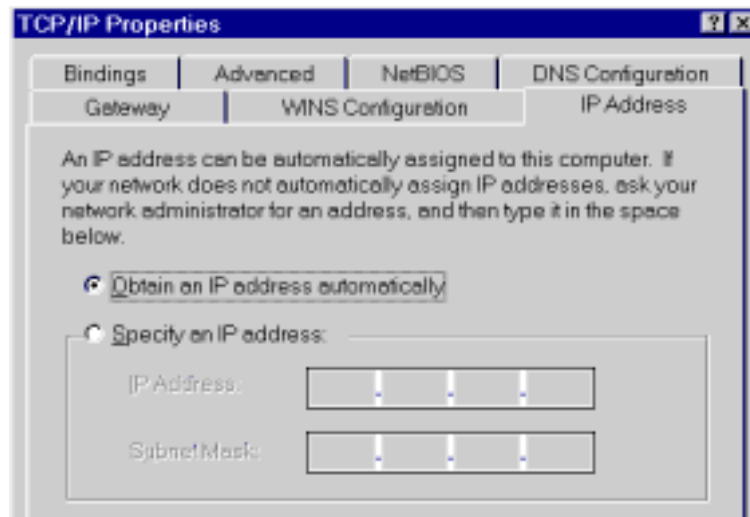 TCP/IP Properties
Bindings Advanced NetBIOS DNS Configuration
Gateway WINS Configuration IP Address
An IP address can be automatically assigned to this computer. If
your network does not automatically assign IP addresses, ask your
network administrator for an address, and then type it in the space
below.
Obtain an IP address automatically
Specify an IP address:
IP Address:
Subnet Mask: